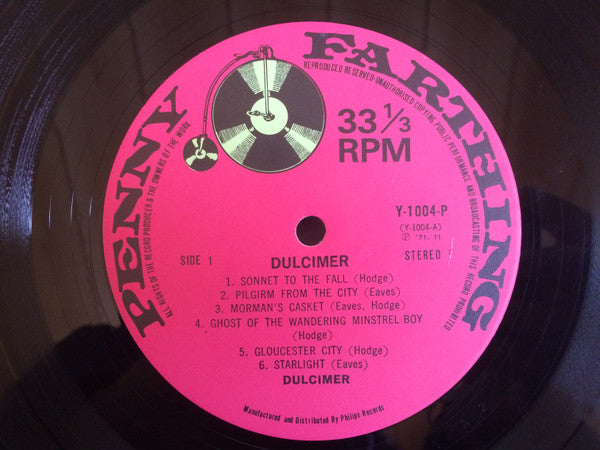 PENNY FARTHING
REPRODUCED RESERVED-UNAUTHORISED COPYING PUBLIC PERFORMANCE AND BROADCASTING OF THIS RECORD PROHIBITED
ALL RIGHTS OF THE RECORD PRODUCER & THE OWNERS OF THE WORK
33 1/3
RPM
Y-1004-P
(Y-1004-A)
Ⓟ '71. 11
SIDE 1
STEREO
DULCIMER
1. SONNET TO THE FALL (Hodge)
2. PILGIRM FROM THE CITY (Eaves)
3. MORMAN'S CASKET (Eaves, Hodge)
4. GHOST OF THE WANDERING MINSTREL BOY
(Hodge)
5. GLOUCESTER CITY (Hodge)
6. STARLIGHT (Eaves)
DULCIMER
Manufactured and Distributed By Philips Records